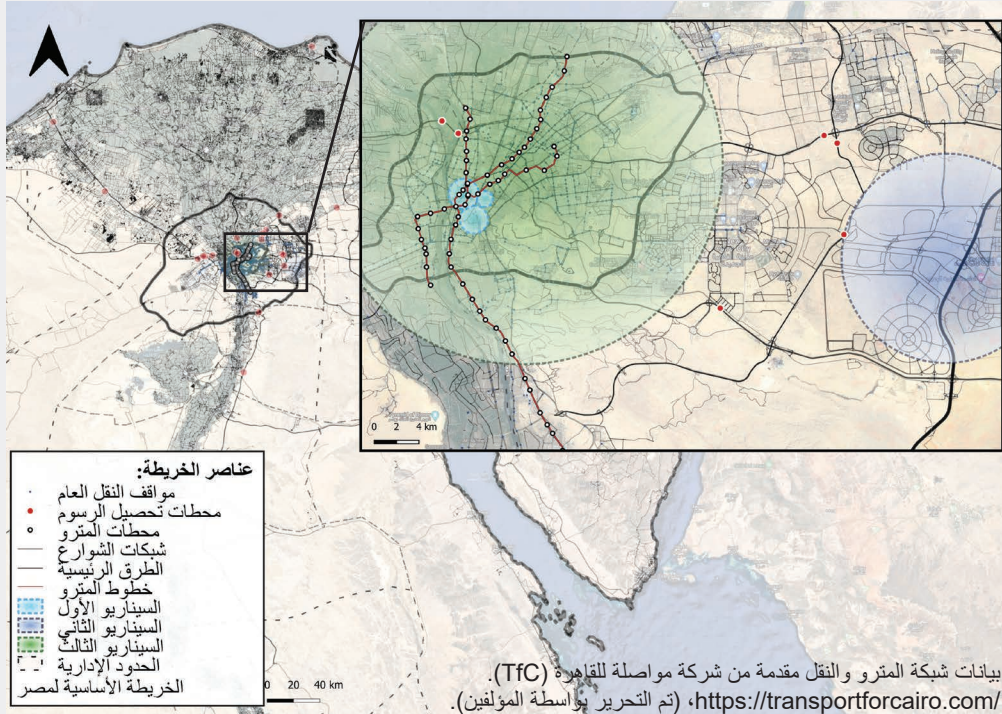 0 2 4 km
عناصر الخريطة:
مواقف النقل العام
محطات تحصيل الرسوم
محطات المترو
شبكات الشوارع
الطرق الرئيسية
خطوط المترو
السيناريو الأول
السيناريو الثاني
السيناريو الثالث
الحدود الإدارية
الخريطة الأساسية لمصر
0 20 40 km
بيانات شبكة المترو والنقل مقدمة من شركة مواصلة للقاهرة (TfC).
https://transportforcairo.com/، (تم التحرير بواسطة المؤلفين).